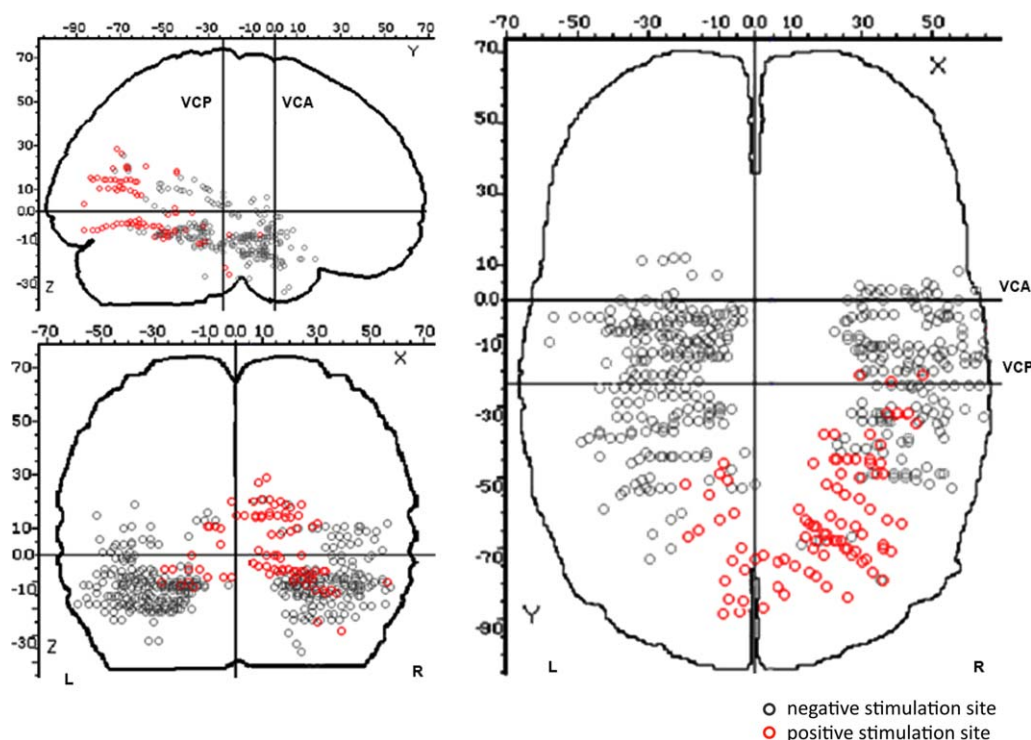 -90 -70 -50 -30 -10 0.0 10 30 50 70
Y
70
VCP VCA
50
30
10
0.0
-10
-30
Z
-70 -50 -30 -10 0.0 10 30 50 70
X
70
50
30
10
0.0
-10
-30
Z
L R
-70 -50 -30 -10 0.0 10 30 50
70
X
50
30
10
0.0 VCA
-10
VCP
-30
-50
-70
Y
-90
L R
negative stimulation site
positive stimulation site